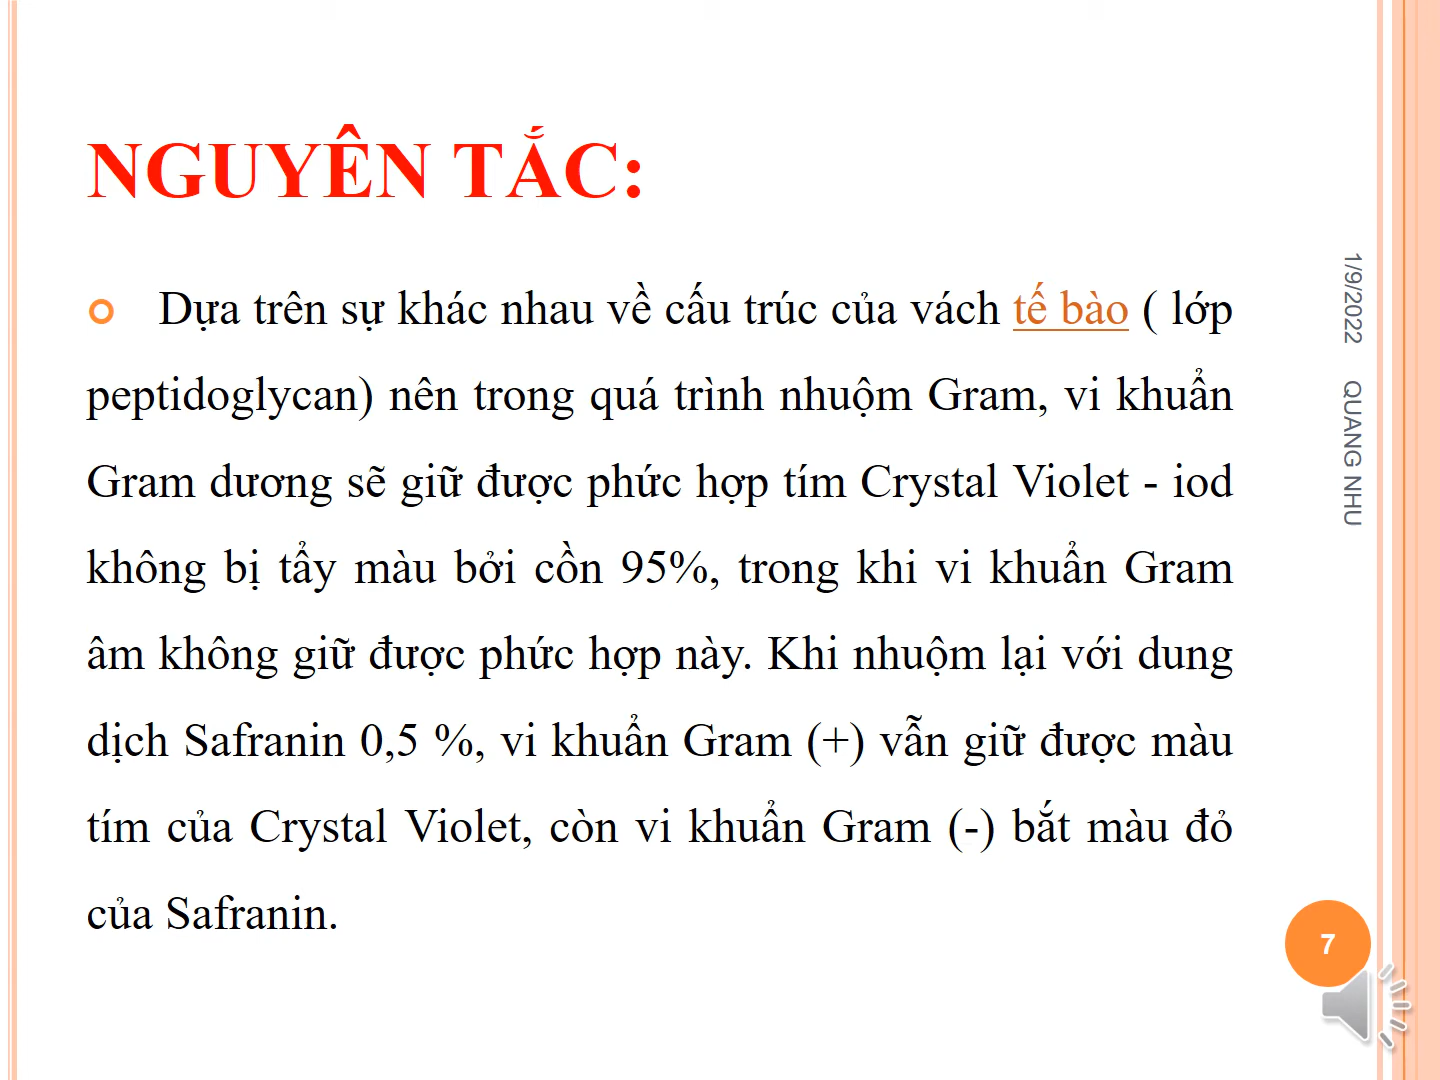 NGUYÊN TẮC:
Dựa trên sự khác nhau về cấu trúc của vách tế bào ( lớp
peptidoglycan) nên trong quá trình nhuộm Gram, vi khuẩn
Gram dương sẽ giữ được phức hợp tím Crystal Violet - iod
không bị tẩy màu bởi cồn 95%, trong khi vi khuẩn Gram
âm không giữ được phức hợp này. Khi nhuộm lại với dung
dịch Safranin 0,5 %, vi khuẩn Gram (+) vẫn giữ được màu
tím của Crystal Violet, còn vi khuẩn Gram (-) bắt màu đỏ
của Safranin.
1/9/2022 QUANG NHU
7